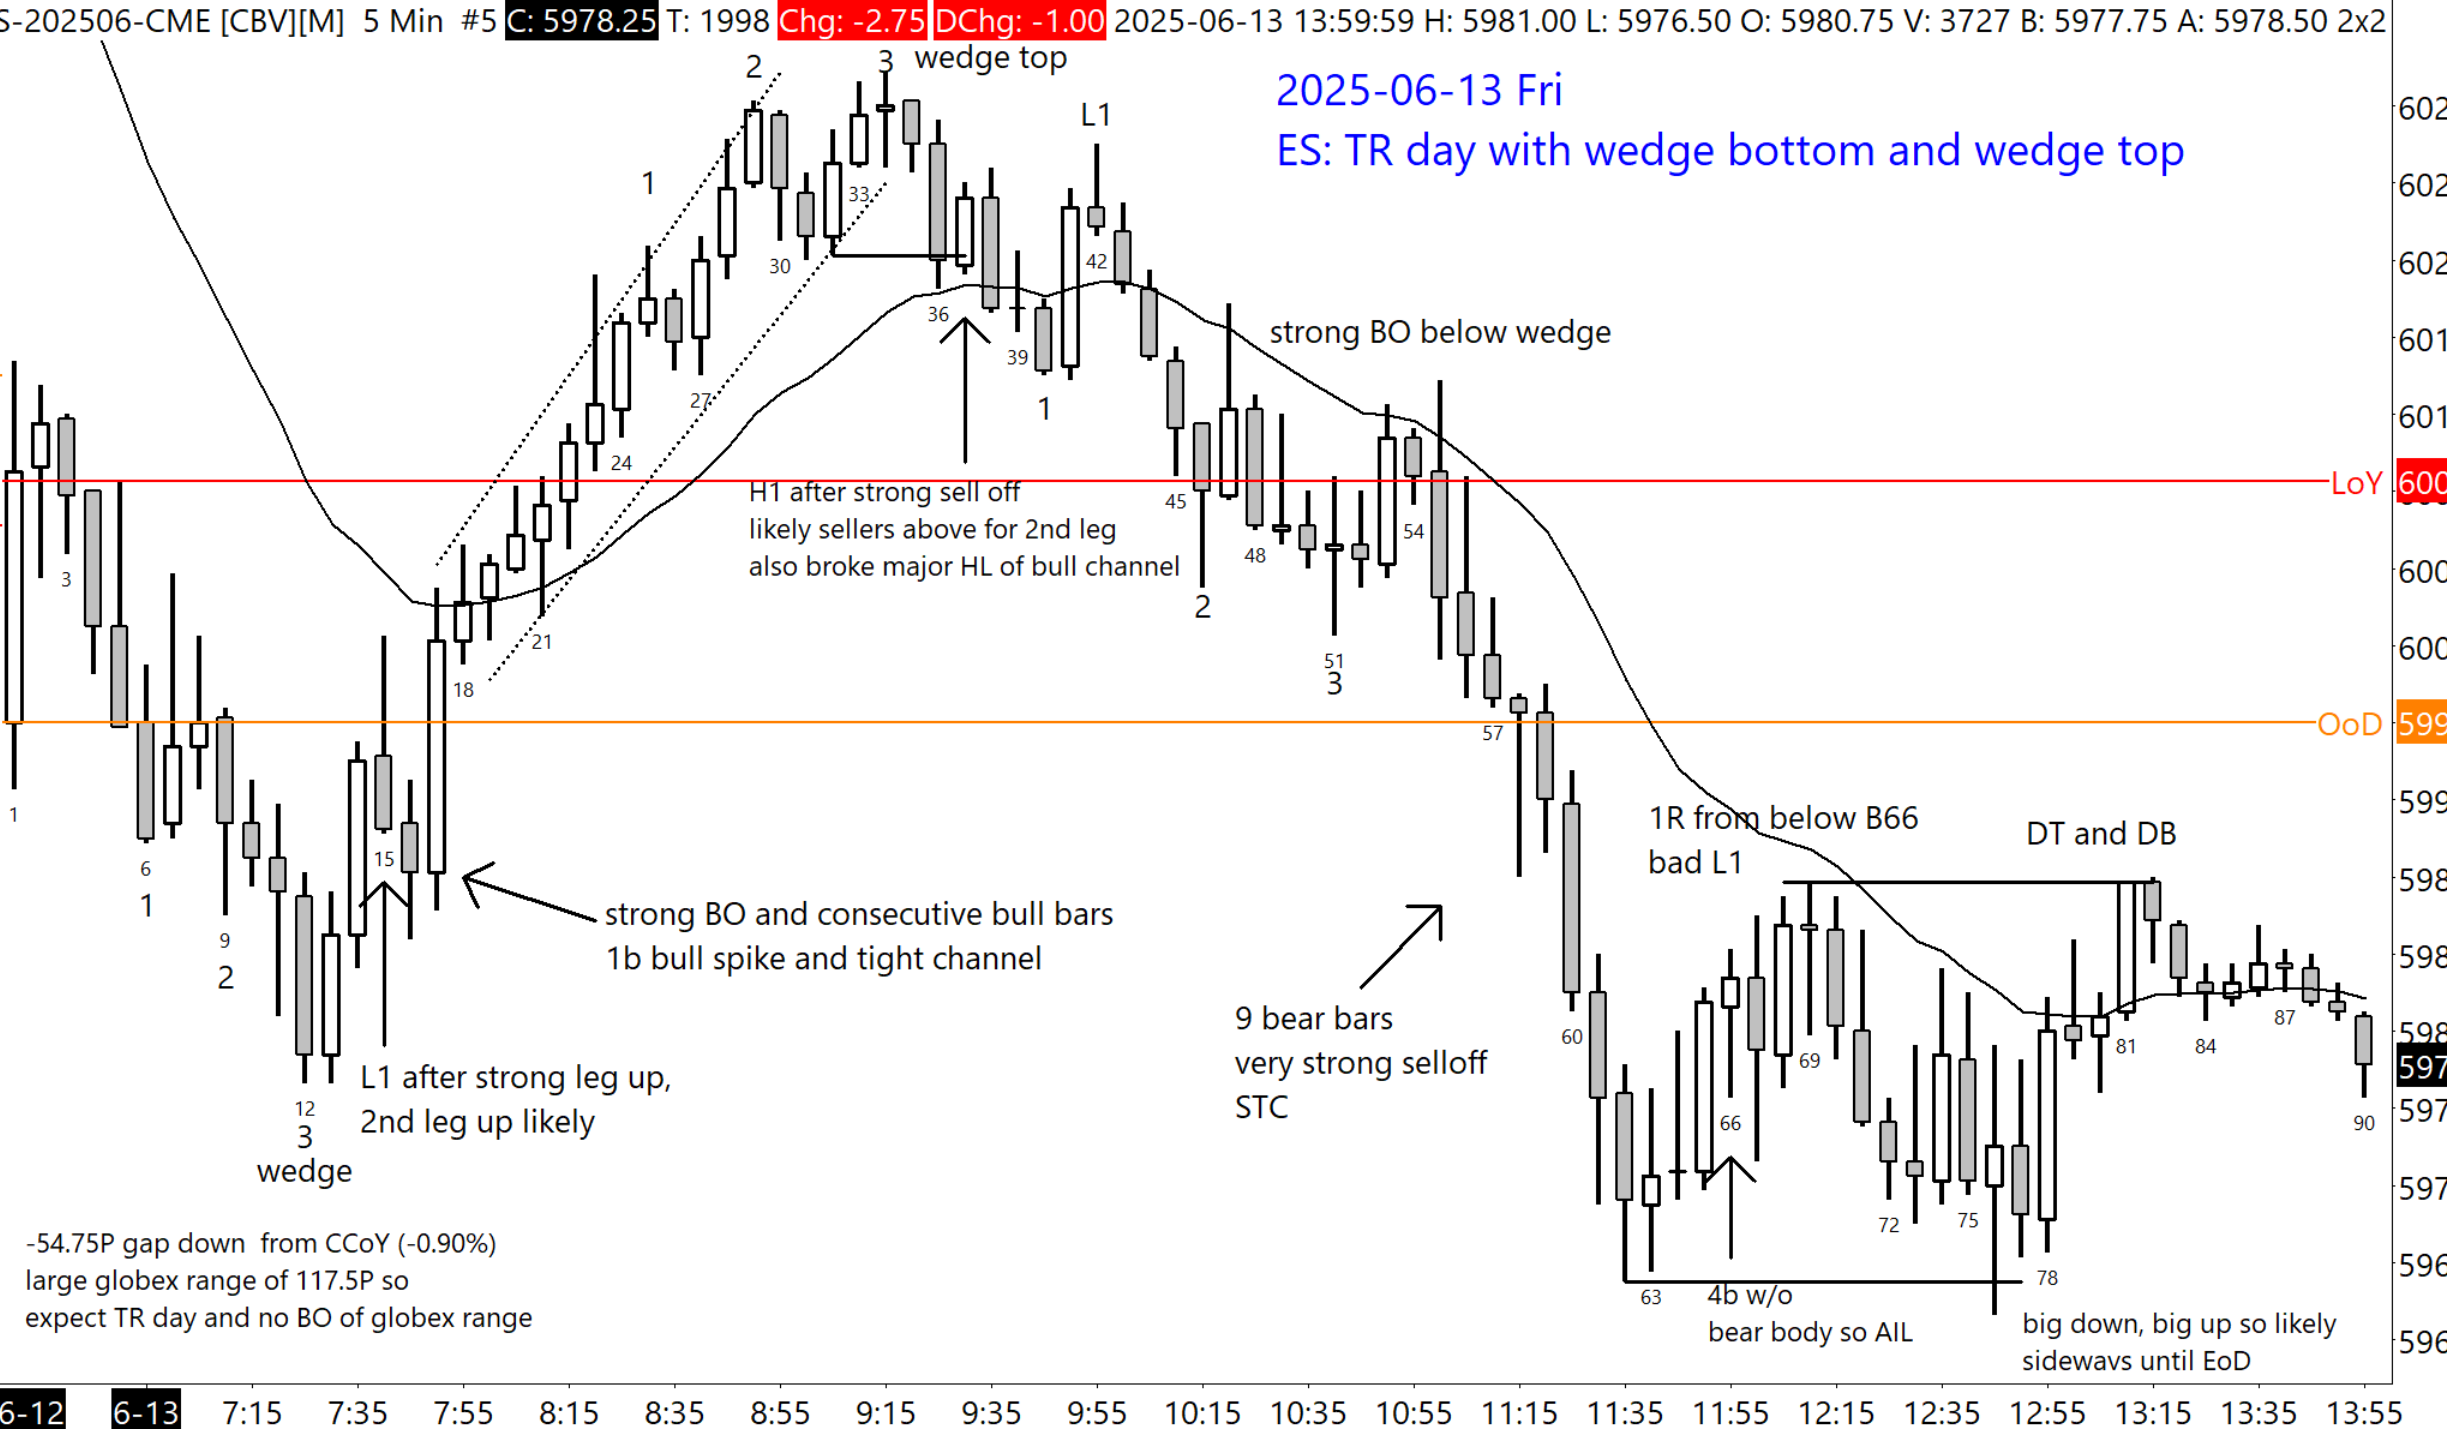 S-202506-CME [CBV][M] 5 Min #5 C: 5978.25 T: 1998 Chg: -2.75 DChg: -1.00 2025-06-13 13:59:59 H: 5981.00 L: 5976.50 O: 5980.75 V: 3727 B: 5977.75 A: 5978.50 2x2
2 3 wedge top
2025-06-13 Fri
ES: TR day with wedge bottom and wedge top
L1
1
33
30
42
36
strong BO below wedge
39
27
1
24
H1 after strong sell off
likely sellers above for 2nd leg
also broke major HL of bull channel
LoY
45
54
48
3
2
21
51
3
18
OoD
57
1
1R from below B66
bad L1
DT and DB
15
6
1
strong BO and consecutive bull bars
1b bull spike and tight channel
9
2
9 bear bars
very strong selloff
STC
60
69
81
84
87
L1 after strong leg up,
2nd leg up likely
12
3
wedge
66
90
72
75
-54.75P gap down from CCoY (-0.90%)
large globex range of 117.5P so
expect TR day and no BO of globex range
63
78
4b w/o
bear body so AIL
big down, big up so likely
sidewavs until EoD
602
602
602
601
601
600
600
600
599
599
598
598
598
597
597
597
596
596
6-12 6-13 7:15 7:35 7:55 8:15 8:35 8:55 9:15 9:35 9:55 10:15 10:35 10:55 11:15 11:35 11:55 12:15 12:35 12:55 13:15 13:35 13:55